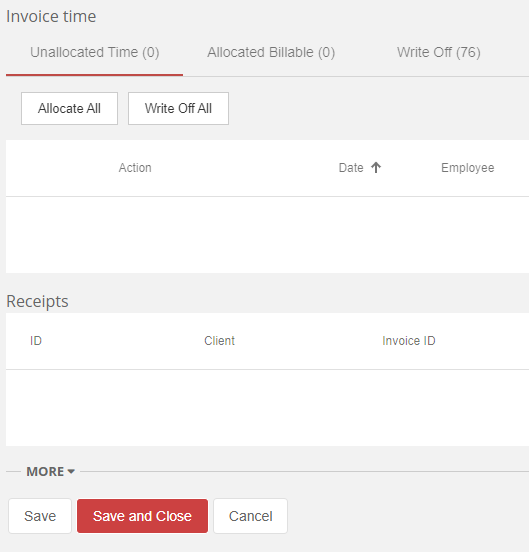 Invoice time
Unallocated Time (0) Allocated Billable (0) Write Off (76)
Allocate All Write Off All
Action Date Employee
Receipts
ID Client Invoice ID
MORE
Save Save and Close Cancel